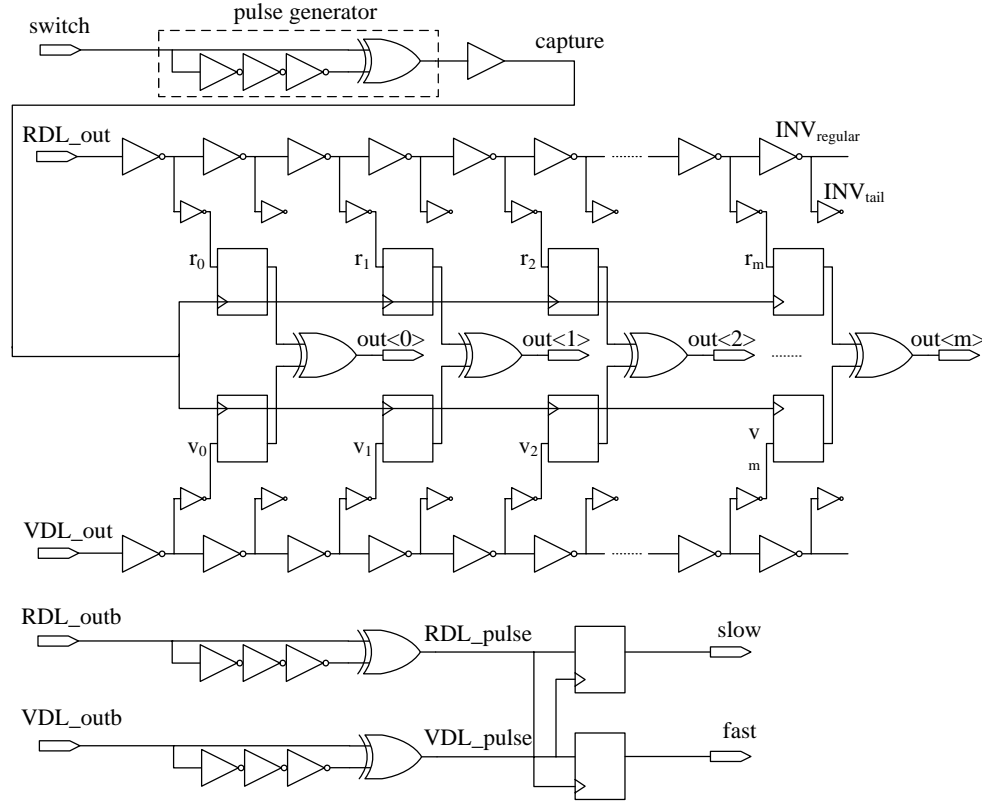 pulse generator
switch
capture
RDL_out
INVregular
INVtail
r0
r1
r2
rm
out<0>
out<1>
out<2>
out<m>
v0
v1
v2
v
m
VDL_out
RDL_outb
RDL_pulse
slow
VDL_outb
VDL_pulse
fast